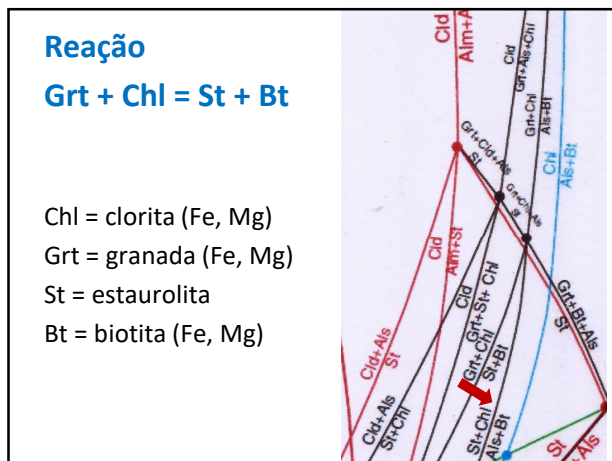 Reação
Grt + Chl = St + Bt
Chl = clorita (Fe, Mg)
Grt = granada (Fe, Mg)
St = estaurolita
Bt = biotita (Fe, Mg)
Cld
Alm+A
Cld
Grt+Als+Chl
Grt+Chl
Als+Bt
Chl
Als+Bt
Grt+Cld+Als
St
Grt+Chl+Als
St
Cld
Alm+St
Cld
Grt+St+ Chl
Grt+Chl
St+Bt
Grt+Bt+Als
St
Cld+Als
St
Cld+Als
St+Chl
St+Chl
Als+Bt
St
+Als